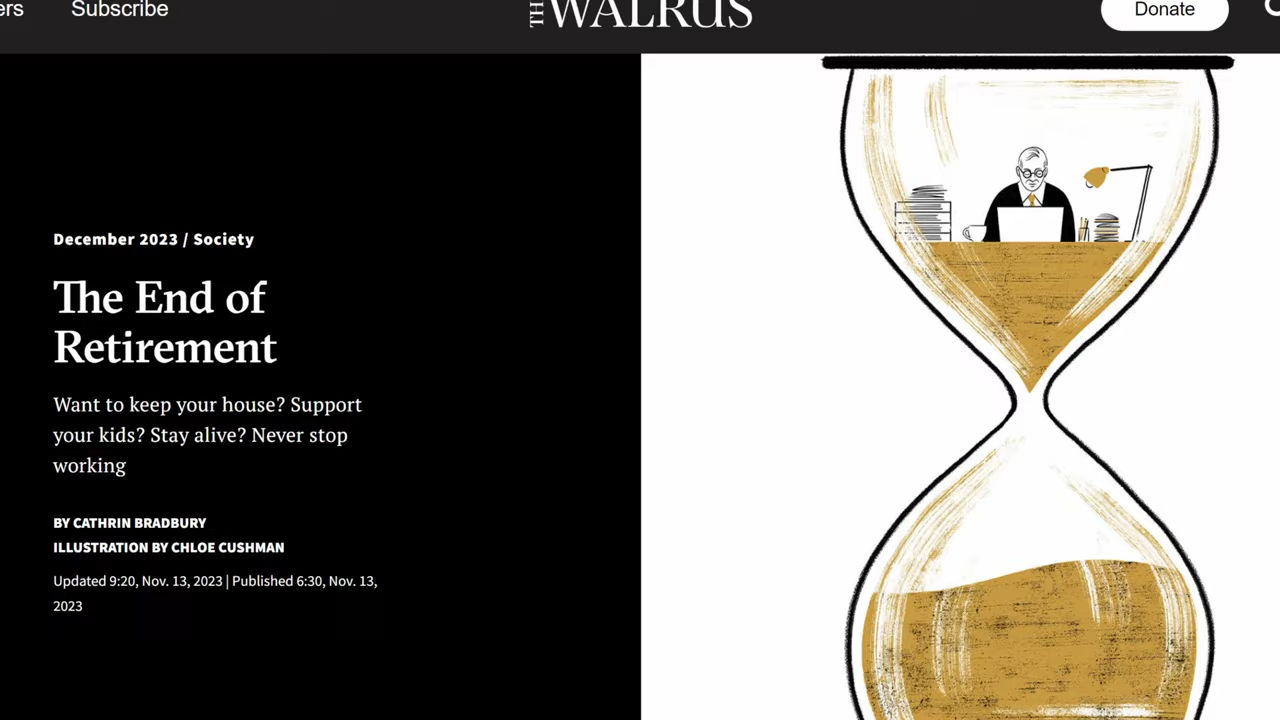 ers
Subscribe
THE WALRUS
Donate
December 2023 / Society
The End of
Retirement
Want to keep your house? Support
your kids? Stay alive? Never stop
working
BY CATHRIN BRADBURY
ILLUSTRATION BY CHLOE CUSHMAN
Updated 9:20, Nov. 13, 2023 | Published 6:30, Nov. 13,
2023